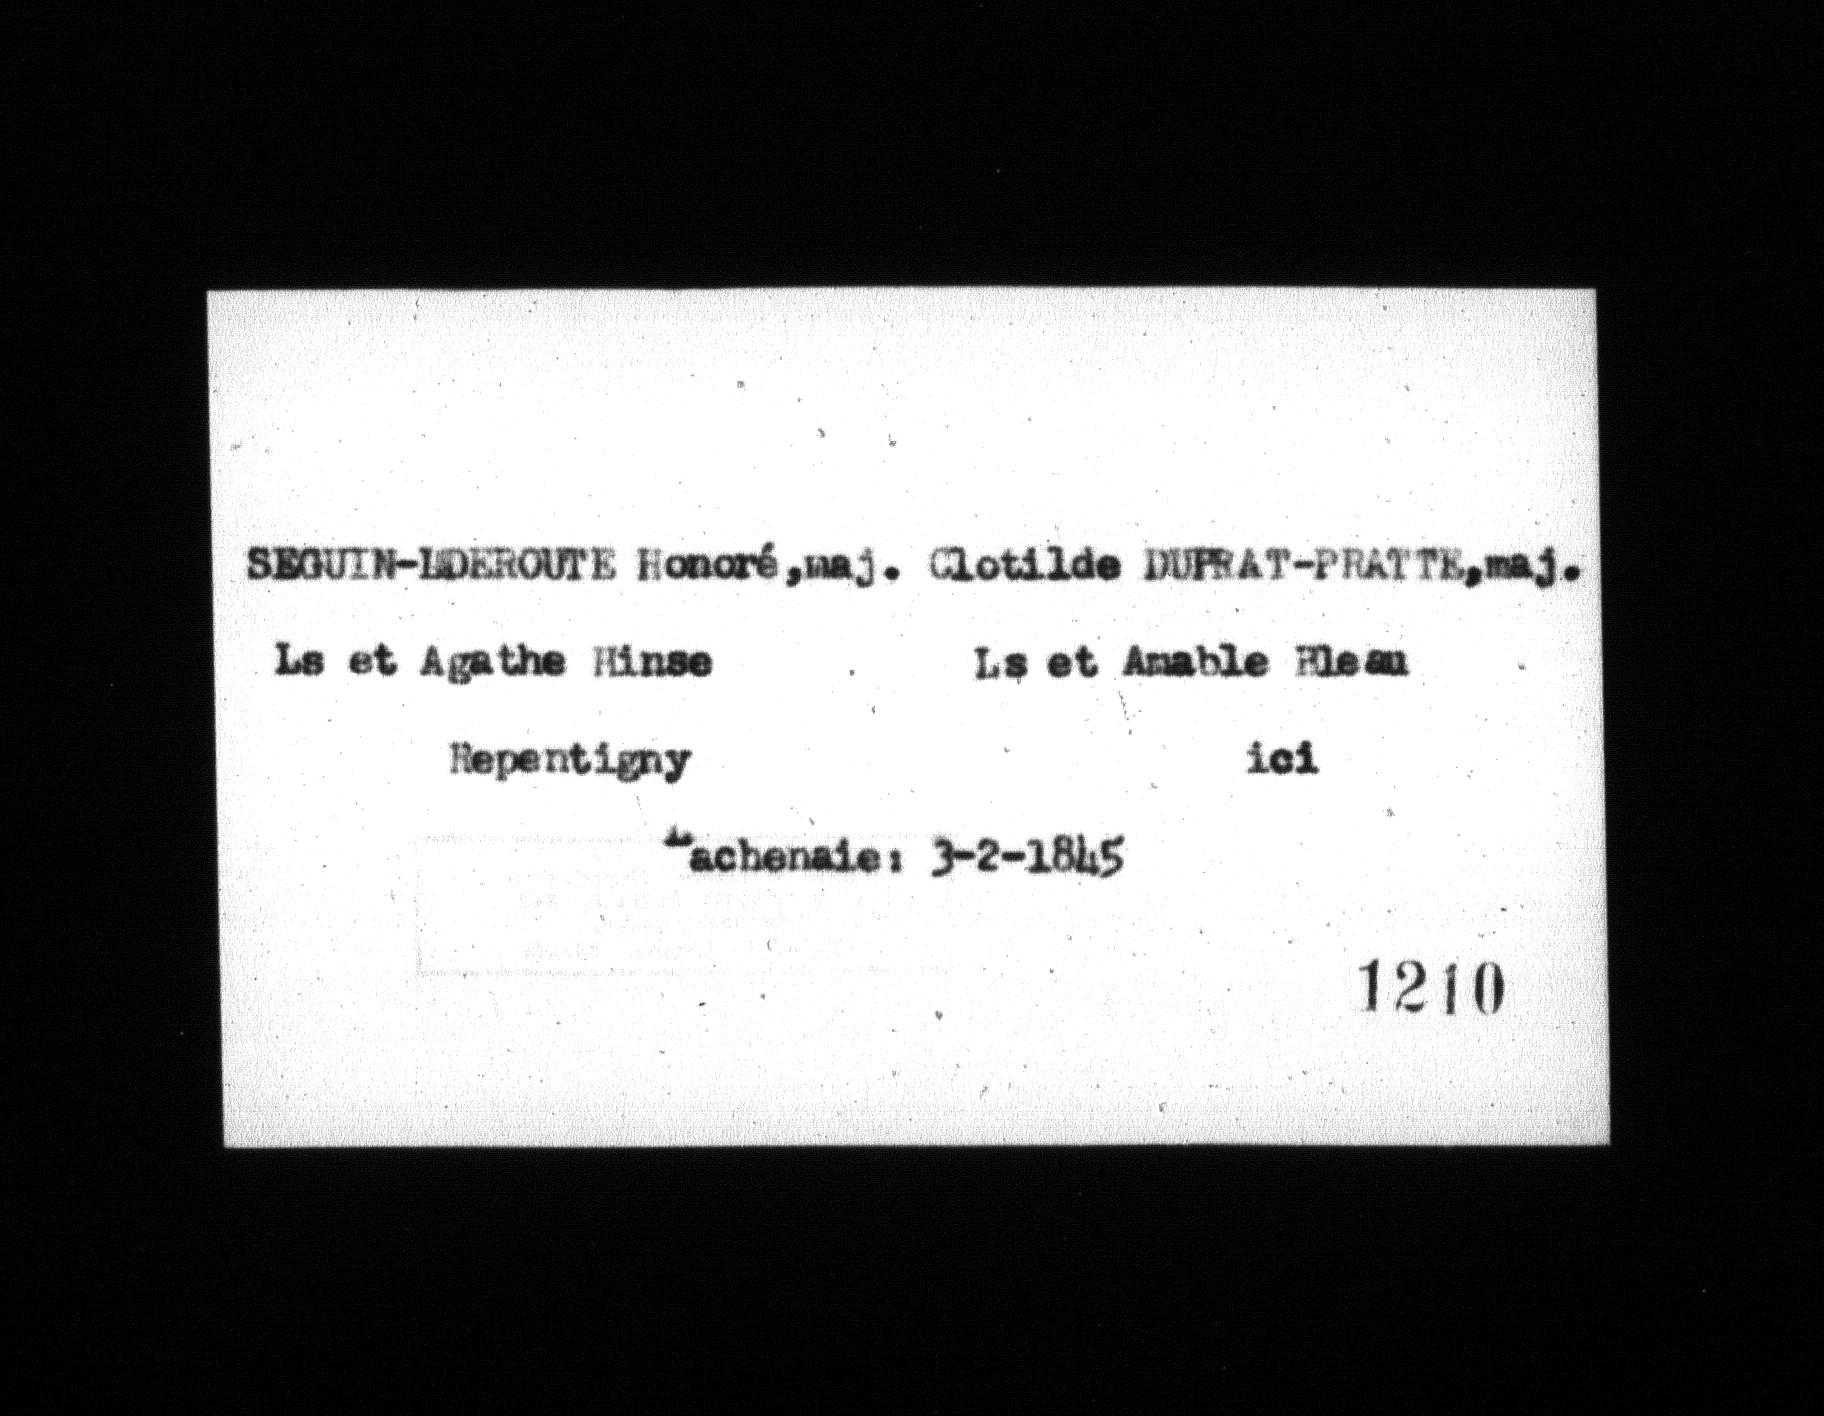 SEGUIN-LADEROUTE Honoré,maj. Clotilde DUPRAT-PRATTE,maj.
Ls et Agathe Hinse Ls et Amable Bleau
Repentigny ici
Lachenaie: 3-2-1845
1210